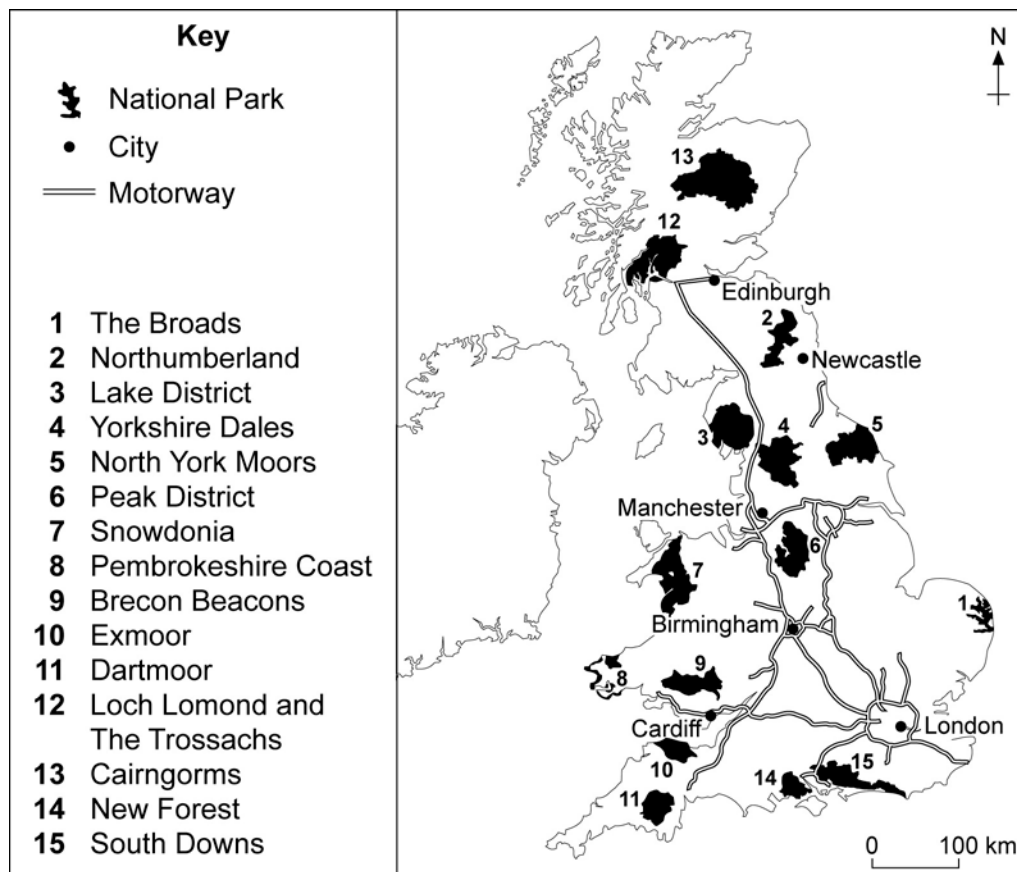 Key
National Park
City
Motorway
1 The Broads
2 Northumberland
3 Lake District
4 Yorkshire Dales
5 North York Moors
6 Peak District
7 Snowdonia
8 Pembrokeshire Coast
9 Brecon Beacons
10 Exmoor
11 Dartmoor
12 Loch Lomond and
The Trossachs
13 Cairngorms
14 New Forest
15 South Downs
N
13
12
Edinburgh
2
Newcastle
3
4
5
Manchester
6
7
1
Birmingham
8
9
Cardiff
London
10
11
14
15
0 100 km